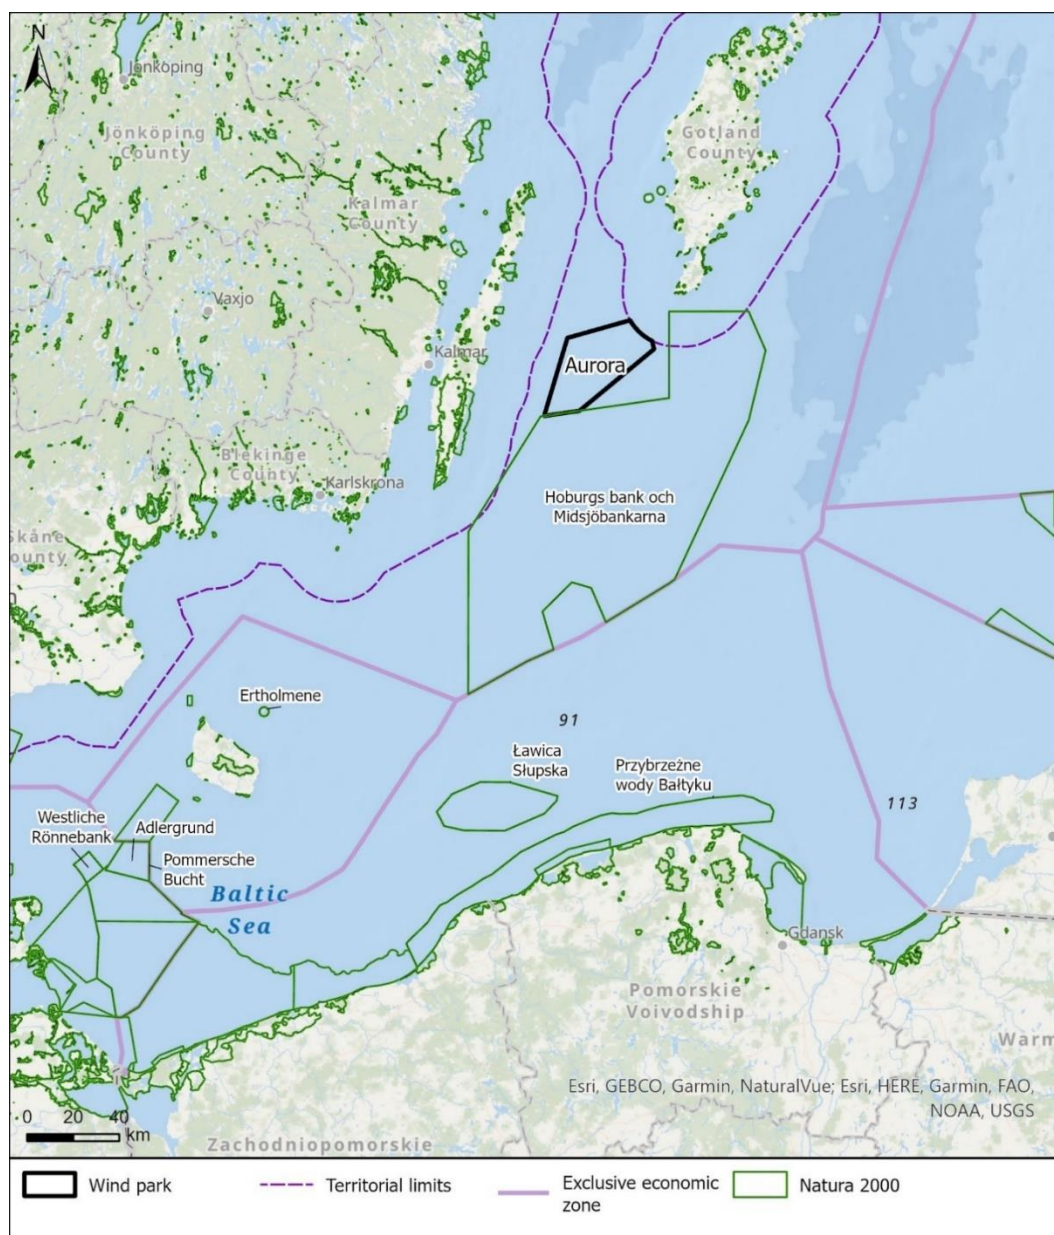 N
Jönköping
Jönköping
County
Gotland
County
Kalmar
County
Vaxjo
Kalmar
Aurora
Blekinge
County
Karlskrona
Hoburgs bank och
Midsjöbankarna
Skåne
ounty
Ertholmene
91
Ławica
Słupska
Przybrzeżne
wody Bałtyku
113
Westliche
Rönnebank
Adlergrund
Pommersche
Bucht
Baltic
Sea
Gdansk
Pomorskie
Voivodship
Warm
Esri, GEBCO, Garmin, NaturalVue; Esri, HERE, Garmin, FAO,
NOAA, USGS
0 20 40
km
Zachodniopomorskie
Wind park
Territorial limits
Exclusive economic
zone
Natura 2000